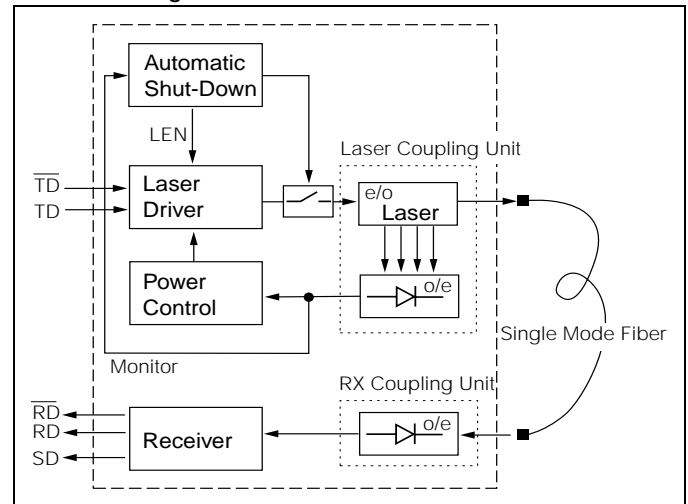 Automatic
Shut-Down
LEN
Laser Coupling Unit
TD
TD
Laser
Driver
e/o
Laser
Power
Control
o/e
Single Mode Fiber
Monitor
RX Coupling Unit
RD
RD
SD
Receiver
o/e